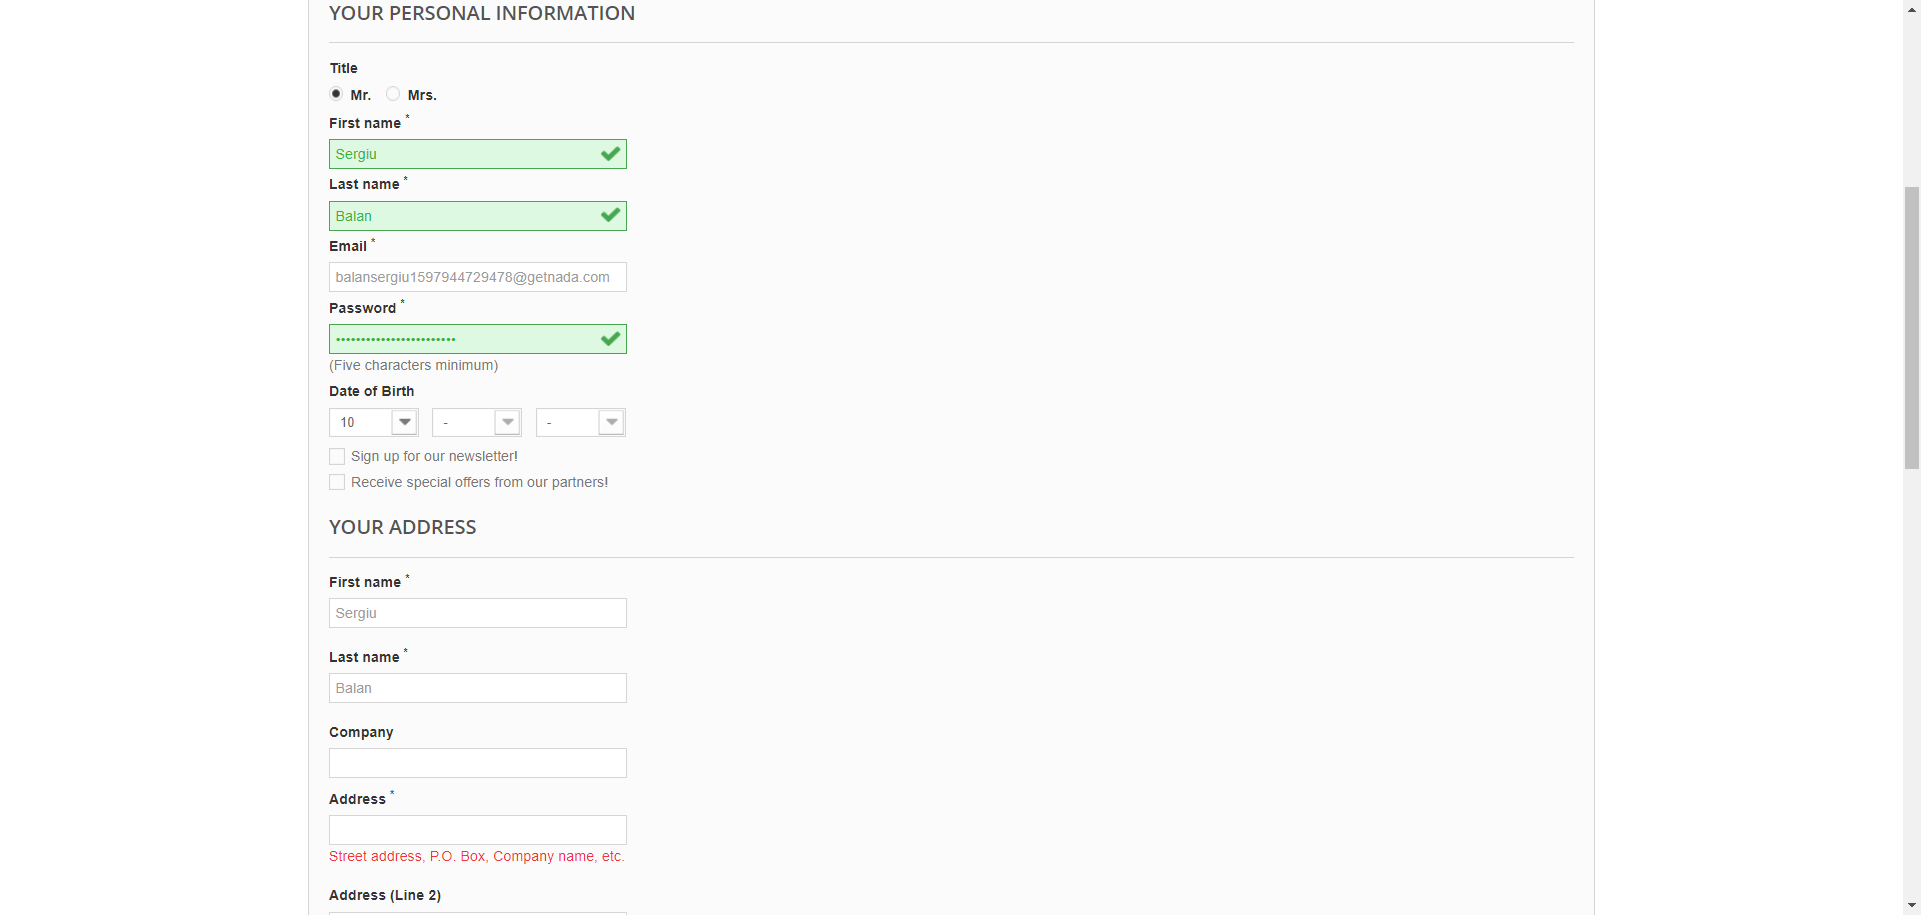 YOUR PERSONAL INFORMATION
Title
Mr. Mrs.
First name *
Sergiu
Last name *
Balan
Email *
balansergiu1597944729478@getnada.com
Password *
••••••••••••••••••••••••
(Five characters minimum)
Date of Birth
10 - -
Sign up for our newsletter!
Receive special offers from our partners!
YOUR ADDRESS
First name *
Sergiu
Last name *
Balan
Company
Address *
Street address, P.O. Box, Company name, etc.
Address (Line 2)